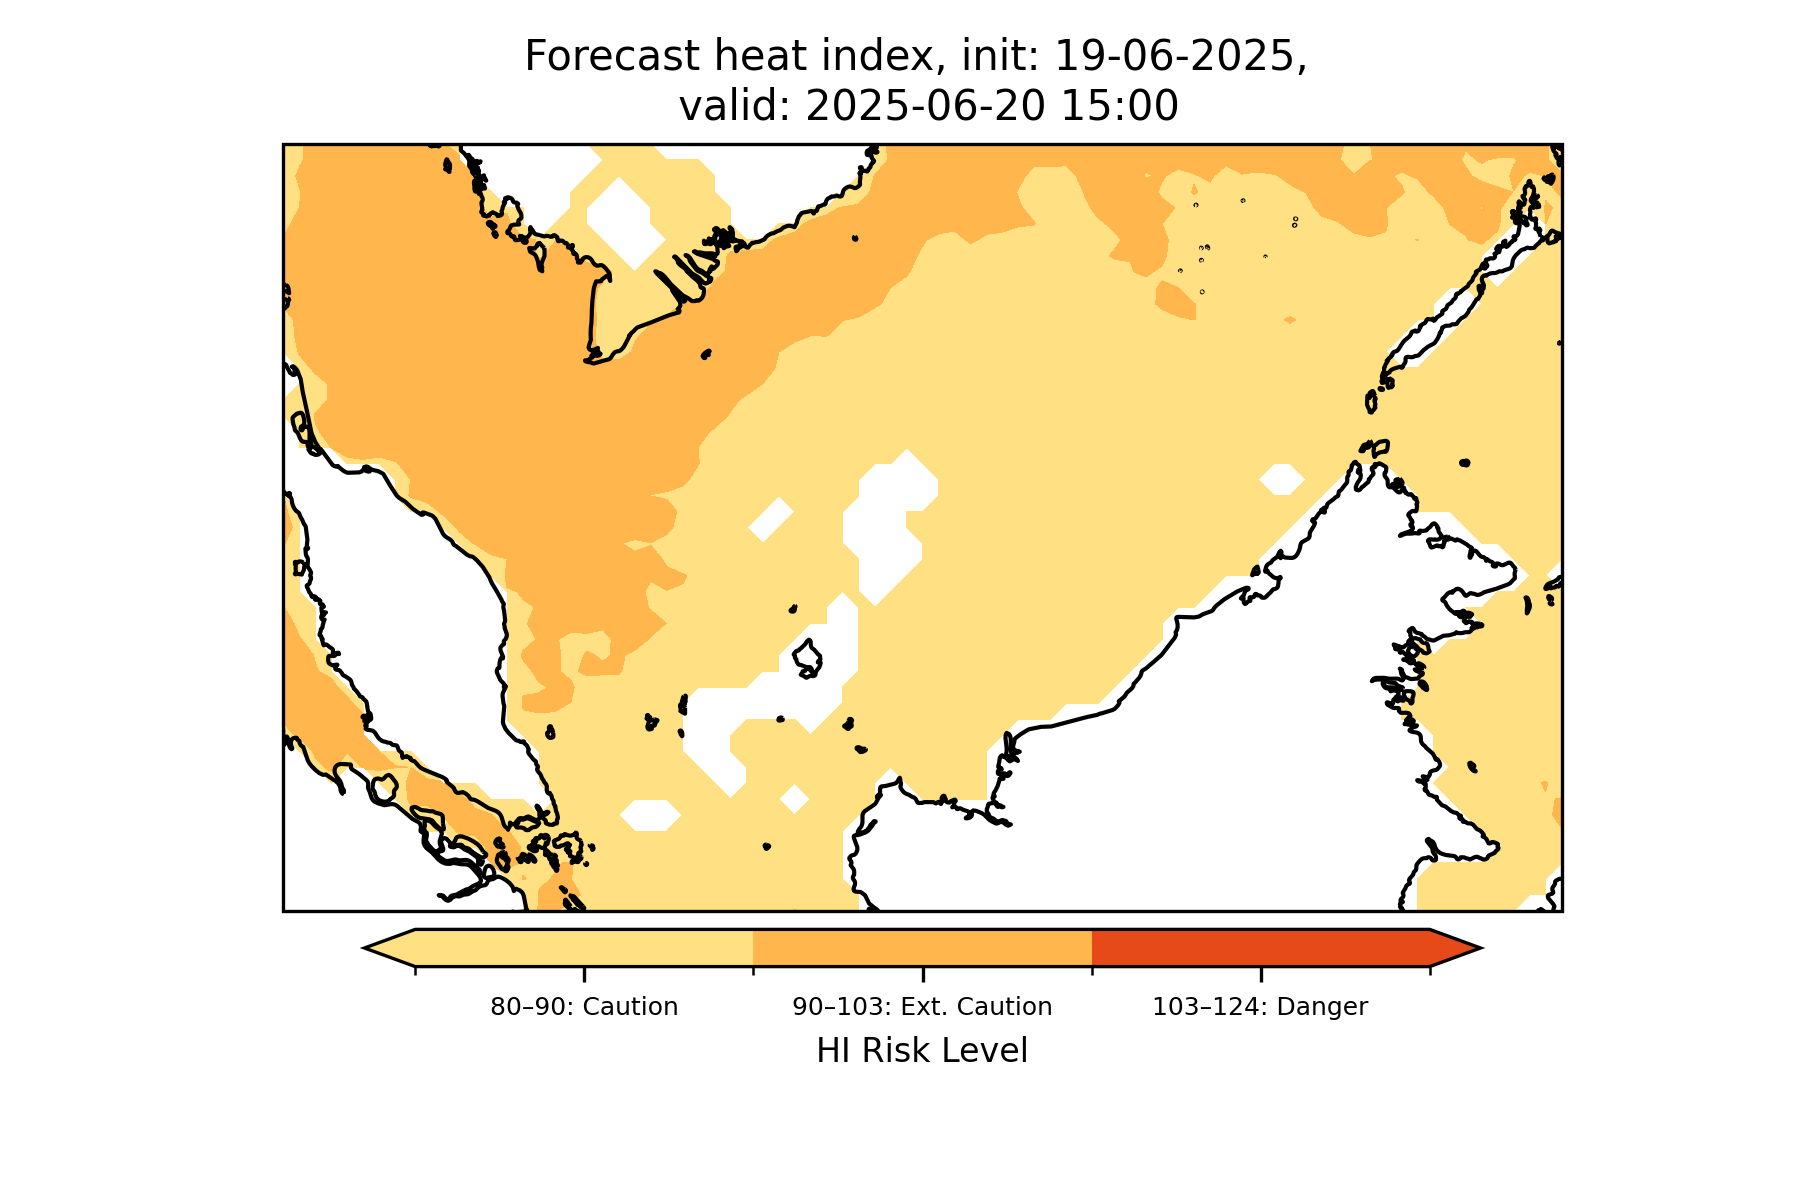 Forecast heat index, init: 19-06-2025,
valid: 2025-06-20 15:00
80–90: Caution
90–103: Ext. Caution
103–124: Danger
HI Risk Level